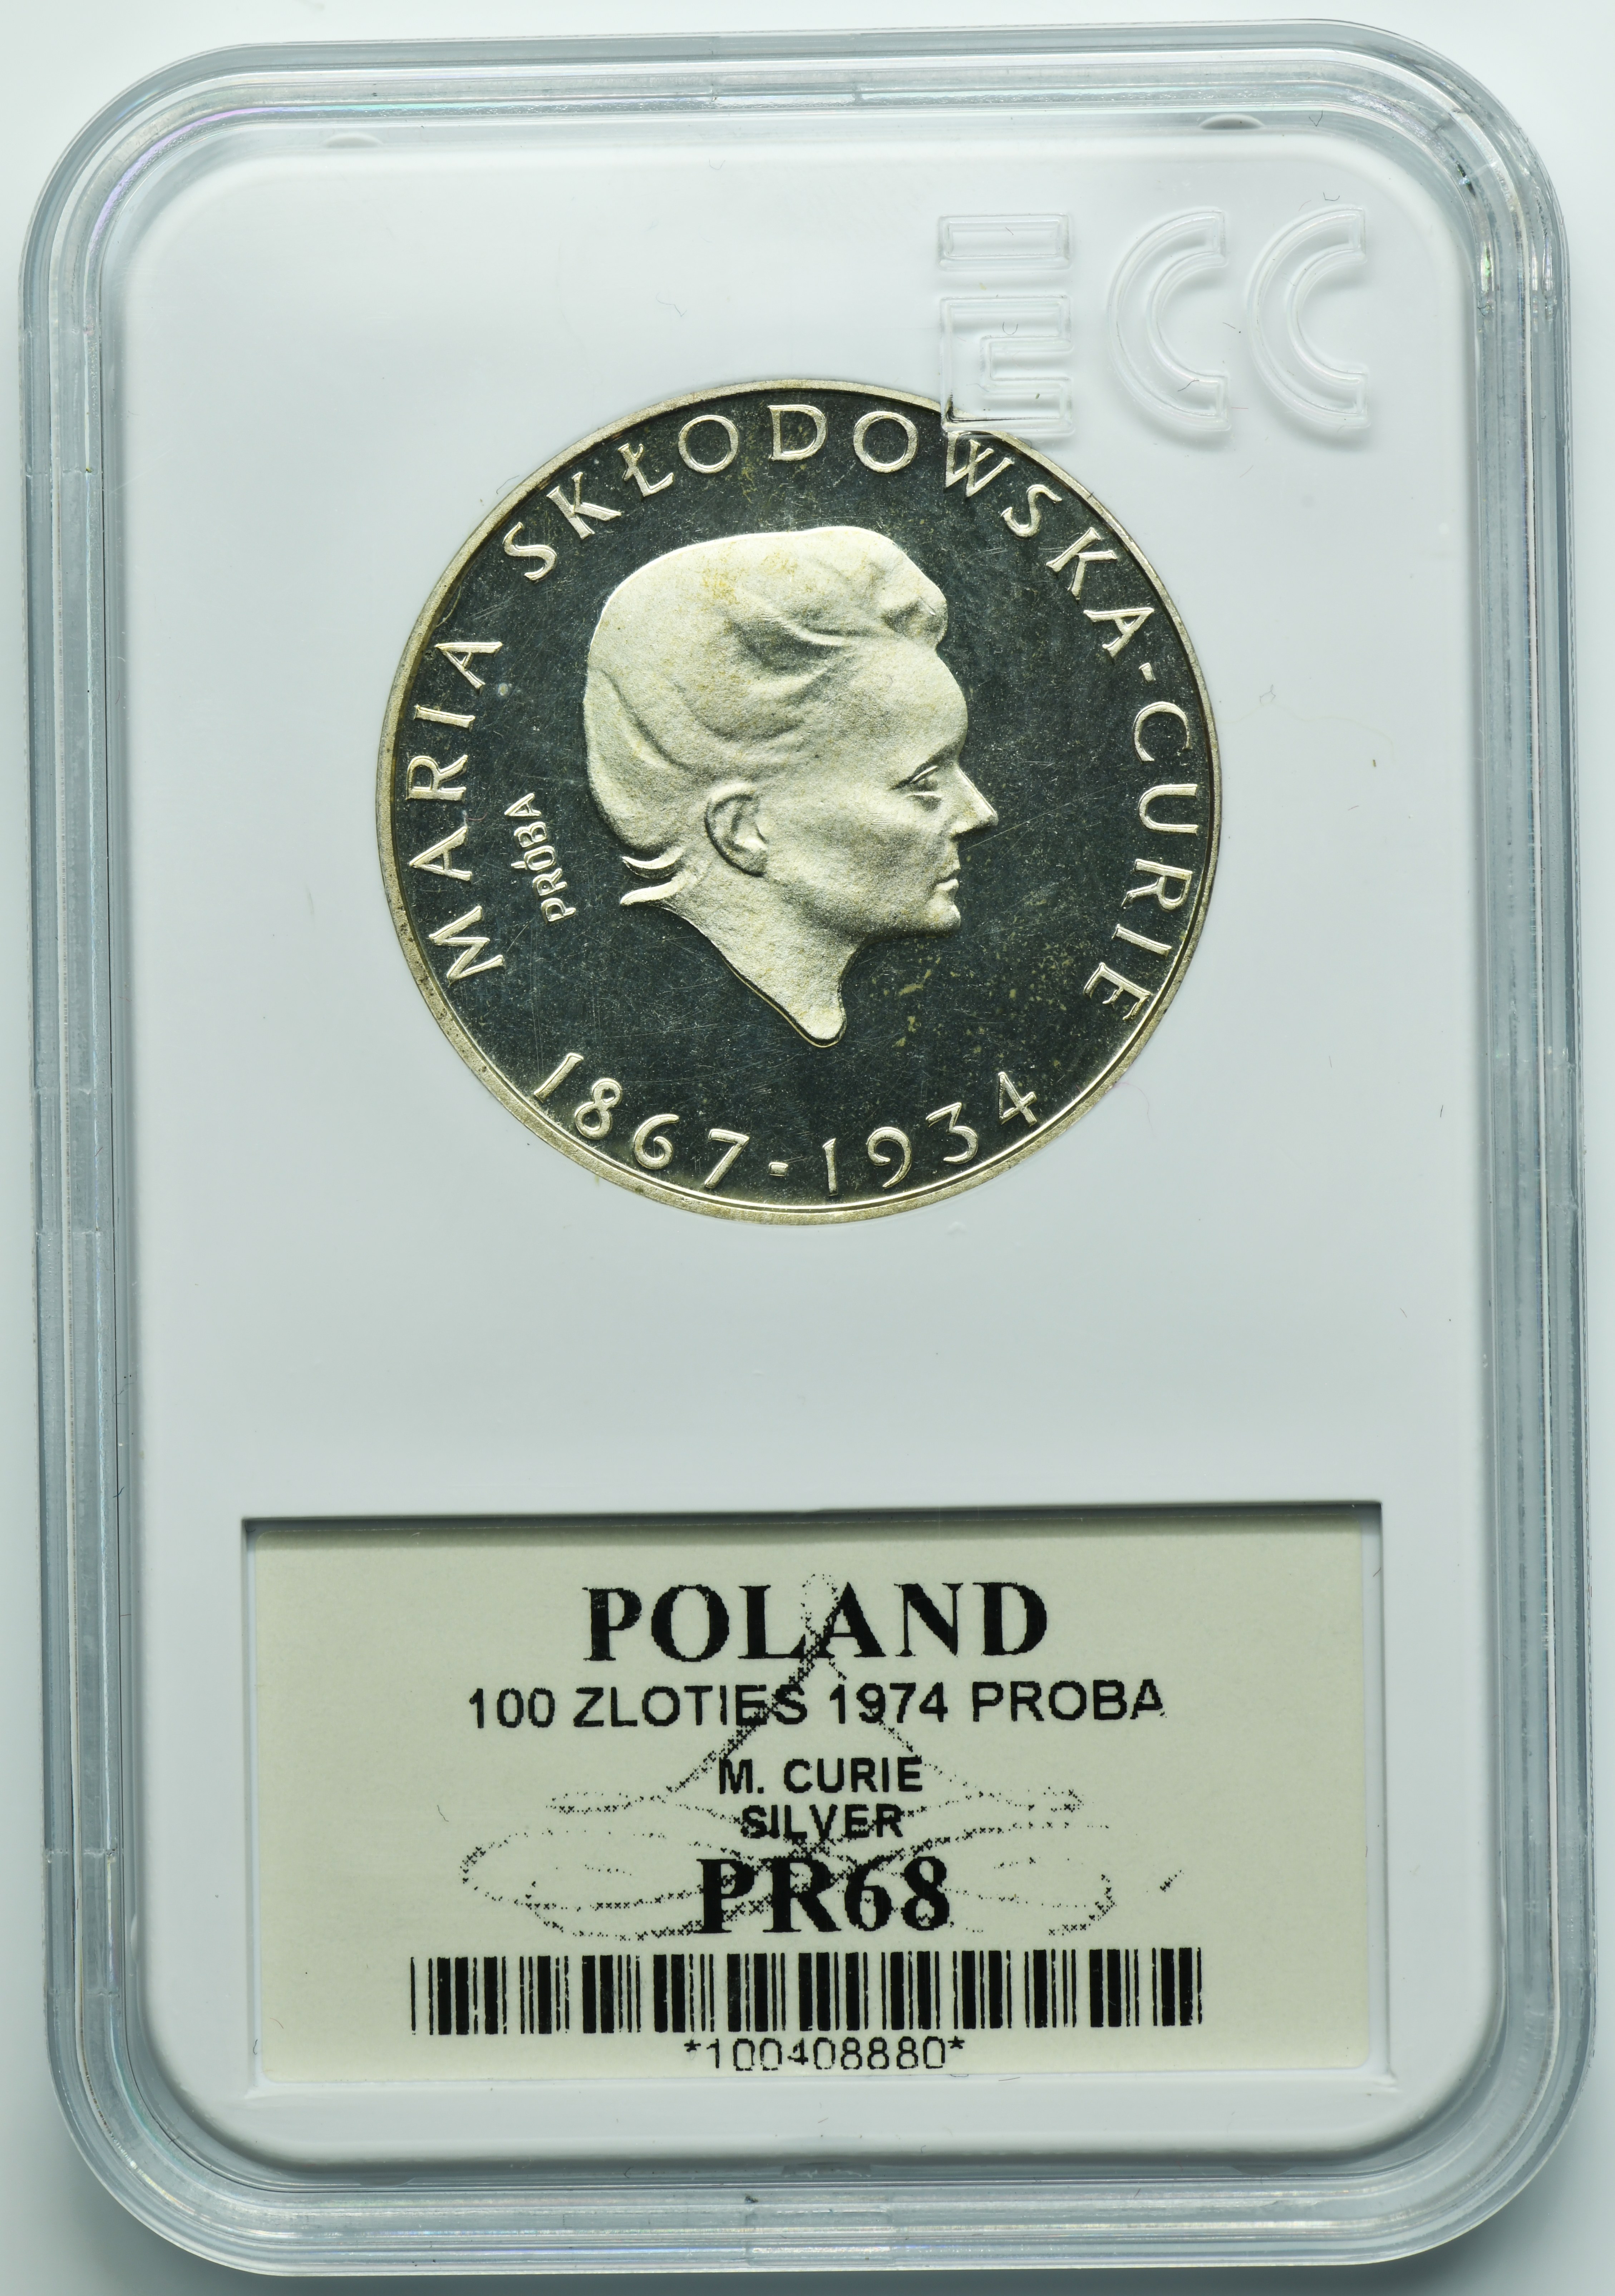 ECC
MARIA SKŁODOWSKA-CURIE
PRÓBA
1867-1934
POLAND
100 ZLOTIES 1974 PROBA
M. CURIE
SILVER
PR68
*100408880*